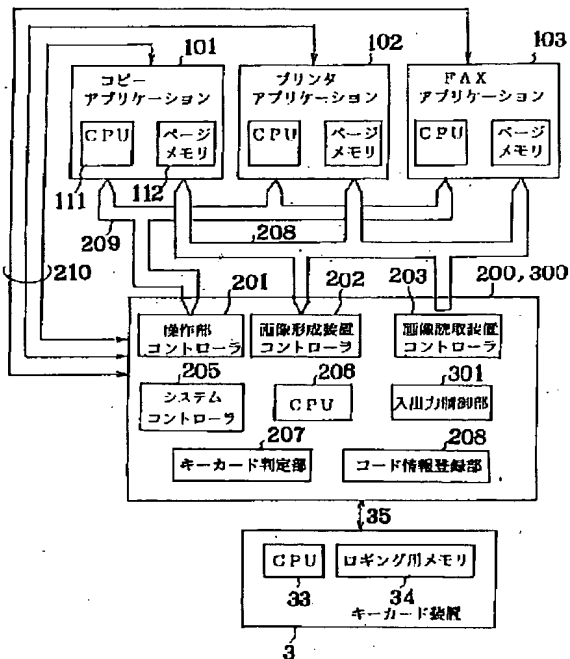 101
102
103
コピー
アプリケーション
プリンタ
アプリケーション
FAX
アプリケーション
CPU
ページ
メモリ
CPU
ページ
メモリ
CPU
ページ
メモリ
111
112
209
208
210
201
202
203
200,300
操作部
コントローラ
画像形成装置
コントローラ
画像読取装置
コントローラ
205
206
301
システム
コントローラ
CPU
入出力制御部
207
208
キーカード判定部
コード情報登録部
35
CPU
ロギング用メモリ
33
34
キーカード装置
3